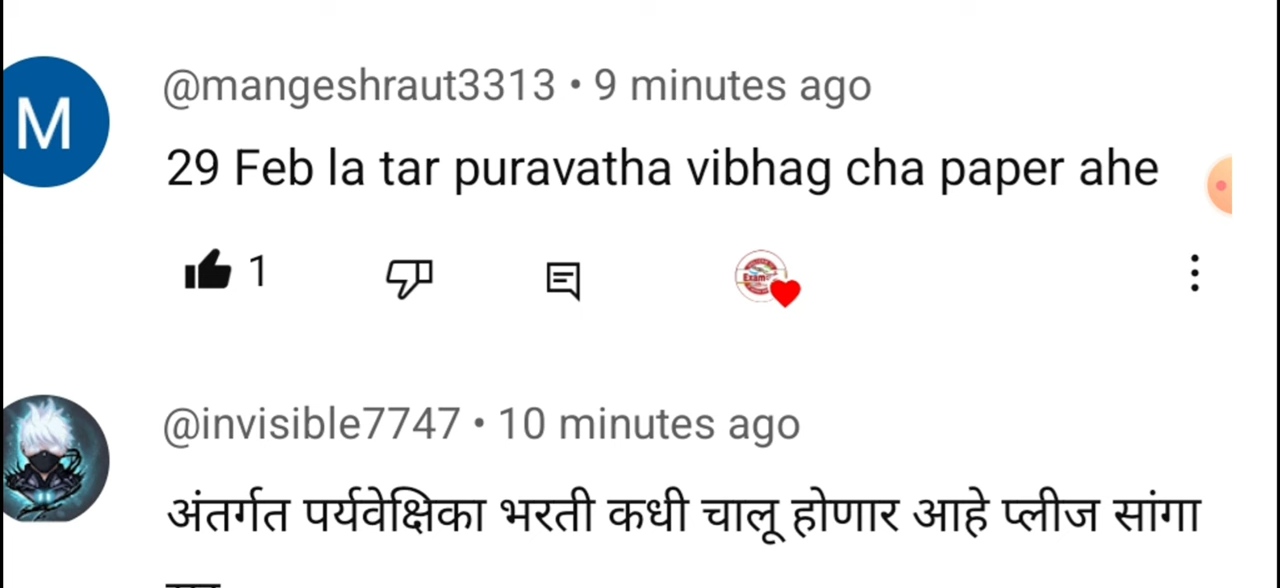 @mangeshraut3313 • 9 minutes ago
M
29 Feb la tar puravatha vibhag cha paper ahe
1
Exam
@invisible7747 • 10 minutes ago
अंतर्गत पर्यवेक्षिका भरती कधी चालू होणार आहे प्लीज सांगा